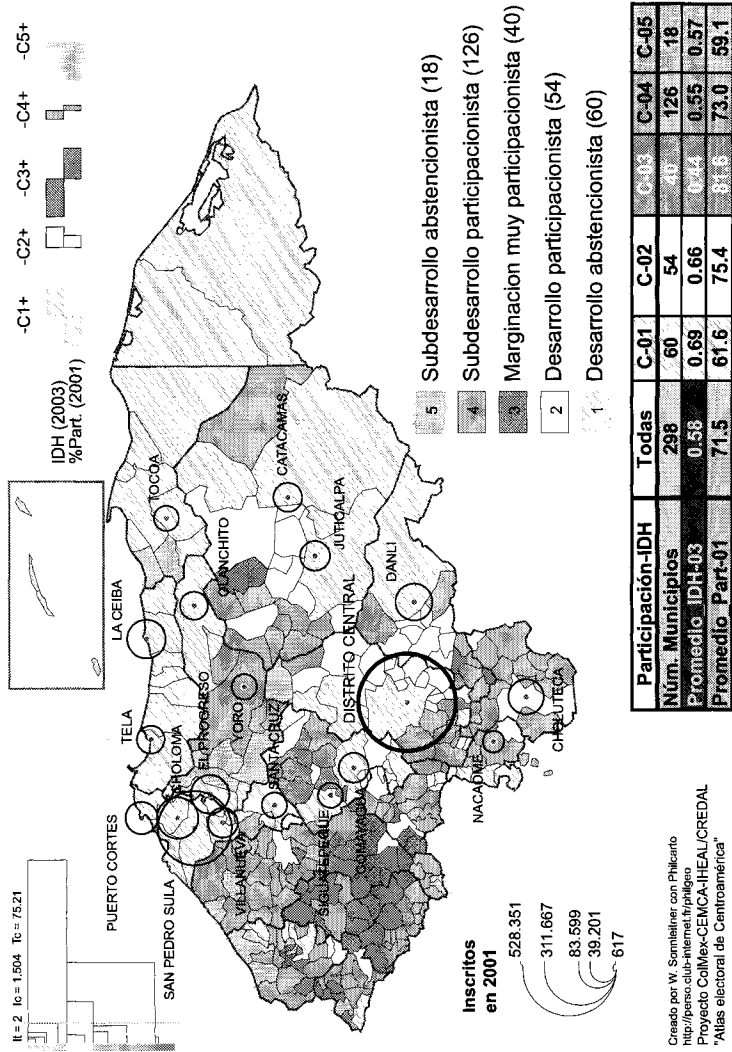 It = 2 Ic = 1,504 Tc = 75.21
-C1+ -C2+ -C3+ -C4+ -C5+
IDH (2003)
%Part. (2001)
PUERTO CORTES
SAN PEDRO SULA
TELA
LA CEIBA
CHOLOMA
EL PROGRESO
TOCOA
OLANCHITO
YORO
VILLANUEVA
SANTA CRUZ
SIGUATEPEQUE
COMAYAGUA
CATACAMAS
JUTICALPA
DISTRITO CENTRAL
DANLI
NACAOME
CHOLUTECA
5 Subdesarrollo abstencionista (18)
4 Subdesarrollo participacionista (126)
3 Marginacion muy participacionista (40)
2 Desarrollo participacionista (54)
1 Desarrollo abstencionista (60)
Inscritos
en 2001
528.351
311.667
83.599
39.201
617
Creado por W. Sonnleitner con Philcarto
http://perso.club-internet.fr/philgeo
Proyecto ColMex-CEMCA-IHEAL/CREDAL
"Atlas electoral de Centroamérica"
Participación-IDH Todas C-01 C-02 C-03 C-04 C-05
Núm. Municipios 298 60 54 40 126 18
Promedio_IDH-03 0.58 0.69 0.66 0.44 0.55 0.57
Promedio_Part-01 71.5 61.6 75.4 81.6 73.0 59.1